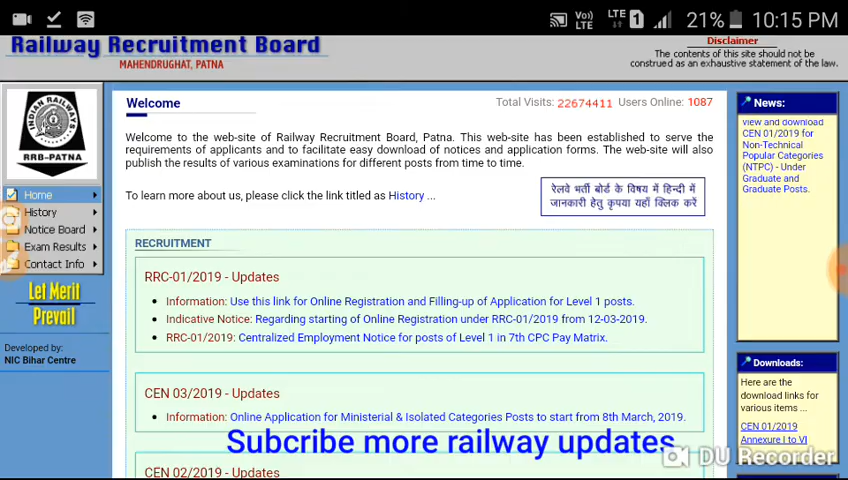 Vo))
LTE
LTE
1
21%
10:15 PM
Railway Recruitment Board
MAHENDRUGHAT, PATNA
Disclaimer
The contents of this site should not be
construed as an exhaustive statement of the law.
INDIAN RAILWAYS
RRB-PATNA
Home
History
Notice Board
Exam Results
Contact Info
Let Merit
Prevail
Developed by:
NIC Bihar Centre
Welcome
Total Visits: 22674411 Users Online: 1087
Welcome to the web-site of Railway Recruitment Board, Patna. This web-site has been established to serve the
requirements of applicants and to facilitate easy download of notices and application forms. The web-site will also
publish the results of various examinations for different posts from time to time.
To learn more about us, please click the link titled as History ...
रेलवे भर्ती बोर्ड के विषय में हिन्दी में
जानकारी हेतु कृपया यहाँ क्लिक करें
RECRUITMENT
RRC-01/2019 - Updates
Information: Use this link for Online Registration and Filling-up of Application for Level 1 posts.
Indicative Notice: Regarding starting of Online Registration under RRC-01/2019 from 12-03-2019.
RRC-01/2019: Centralized Employment Notice for posts of Level 1 in 7th CPC Pay Matrix.
CEN 03/2019 - Updates
Information: Online Application for Ministerial & Isolated Categories Posts to start from 8th March, 2019.
Subcribe more railway updates
CEN 02/2019 - Updates
News:
view and download
CEN 01/2019 for
Non-Technical
Popular Categories
(NTPC) - Under
Graduate and
Graduate Posts.
Downloads:
Here are the
download links for
various items ...
CEN 01/2019
Annexure I to VI
DU Recorder